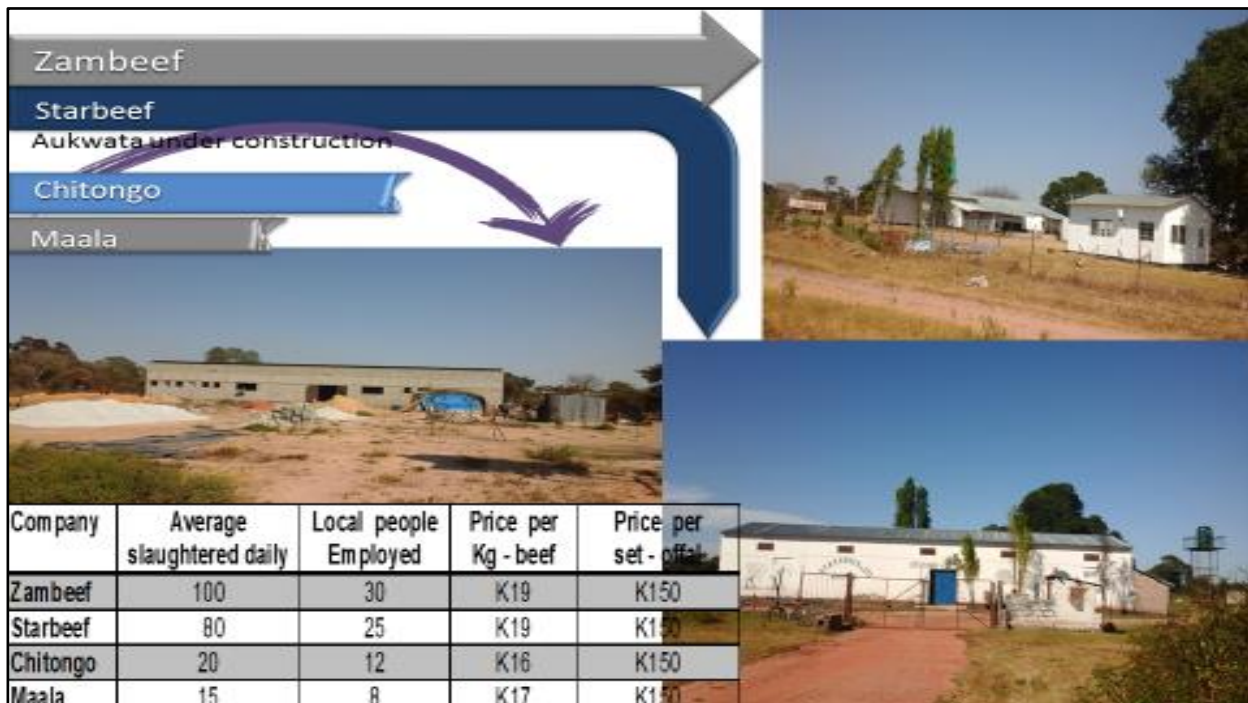 Zambeef
Starbeef
Aukwata under construction
Chitongo
Maala
Company Average slaughtered daily Local people Employed Price per Kg - beef Price per set - offal
Zambeef 100 30 K19 K150
Starbeef 80 25 K19 K150
Chitongo 20 12 K16 K150
Maala 15 8 K17 K150